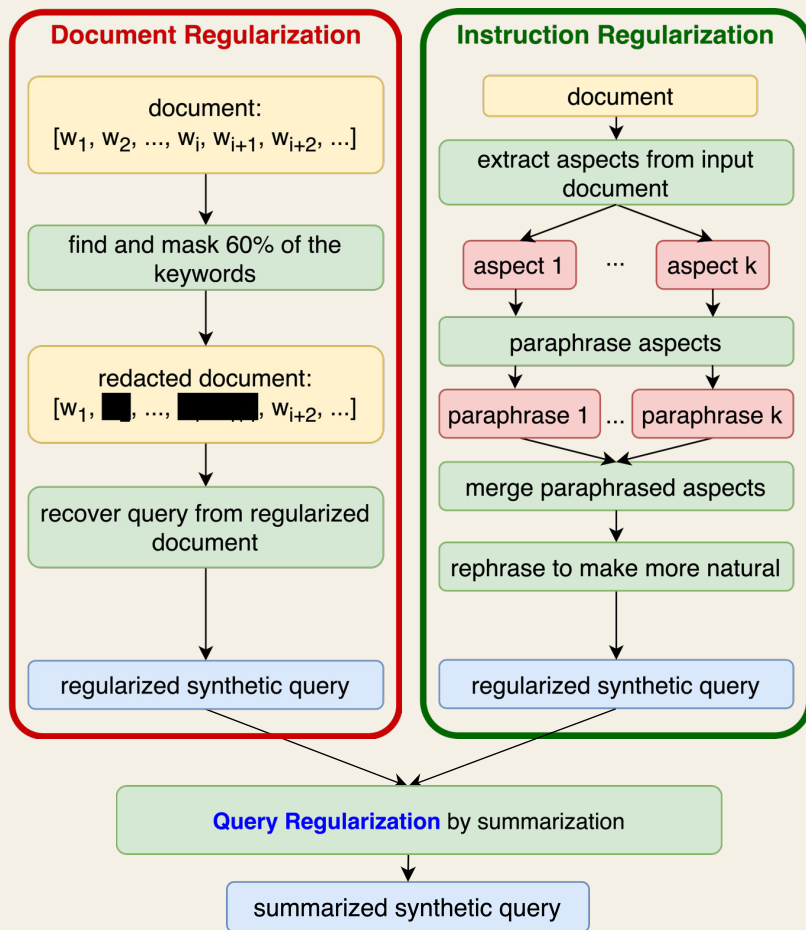 Document Regularization
document:
[w1, w2, ..., wi, wi+1, wi+2, ...]
find and mask 60% of the
keywords
redacted document:
[w1, , ..., , wi+2, ...]
recover query from regularized
document
regularized synthetic query
Instruction Regularization
document
extract aspects from input
document
aspect 1 ... aspect k
paraphrase aspects
paraphrase 1 ... paraphrase k
merge paraphrased aspects
rephrase to make more natural
regularized synthetic query
Query Regularization by summarization
summarized synthetic query